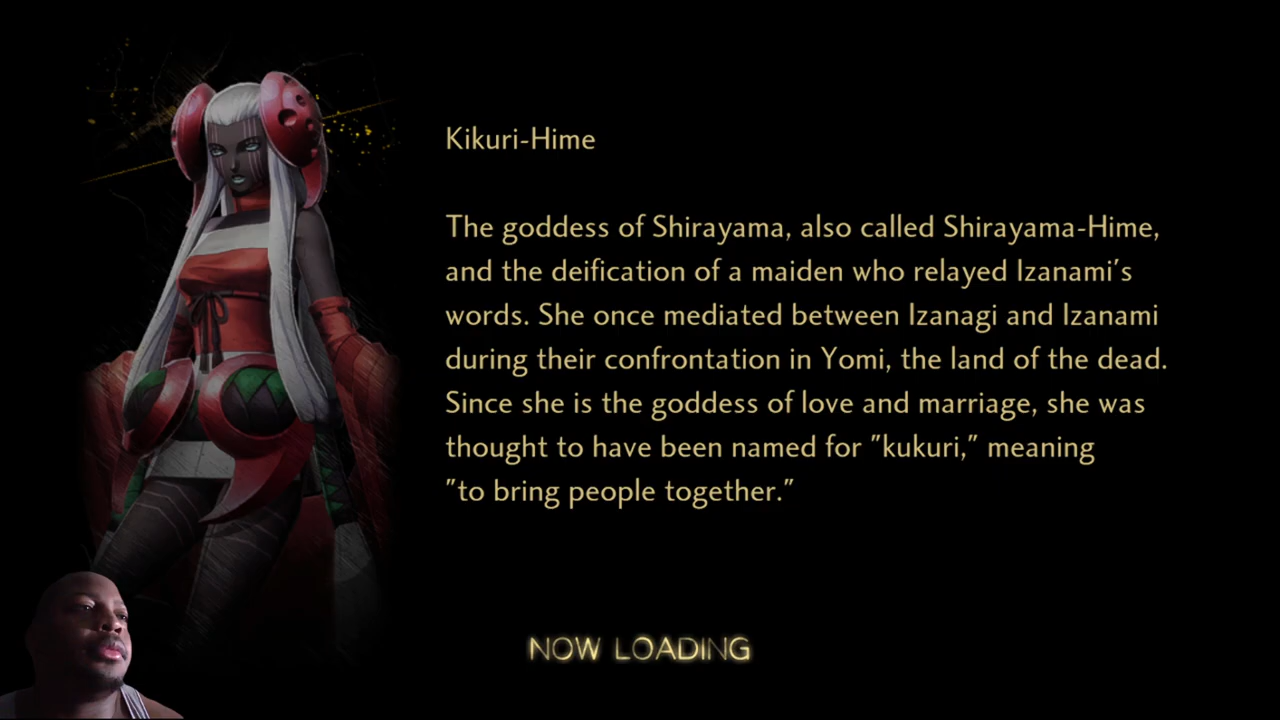 Kikuri-Hime
The goddess of Shirayama, also called Shirayama-Hime,
and the deification of a maiden who relayed Izanami's
words. She once mediated between Izanagi and Izanami
during their confrontation in Yomi, the land of the dead.
Since she is the goddess of love and marriage, she was
thought to have been named for "kukuri," meaning
"to bring people together."
NOW LOADING